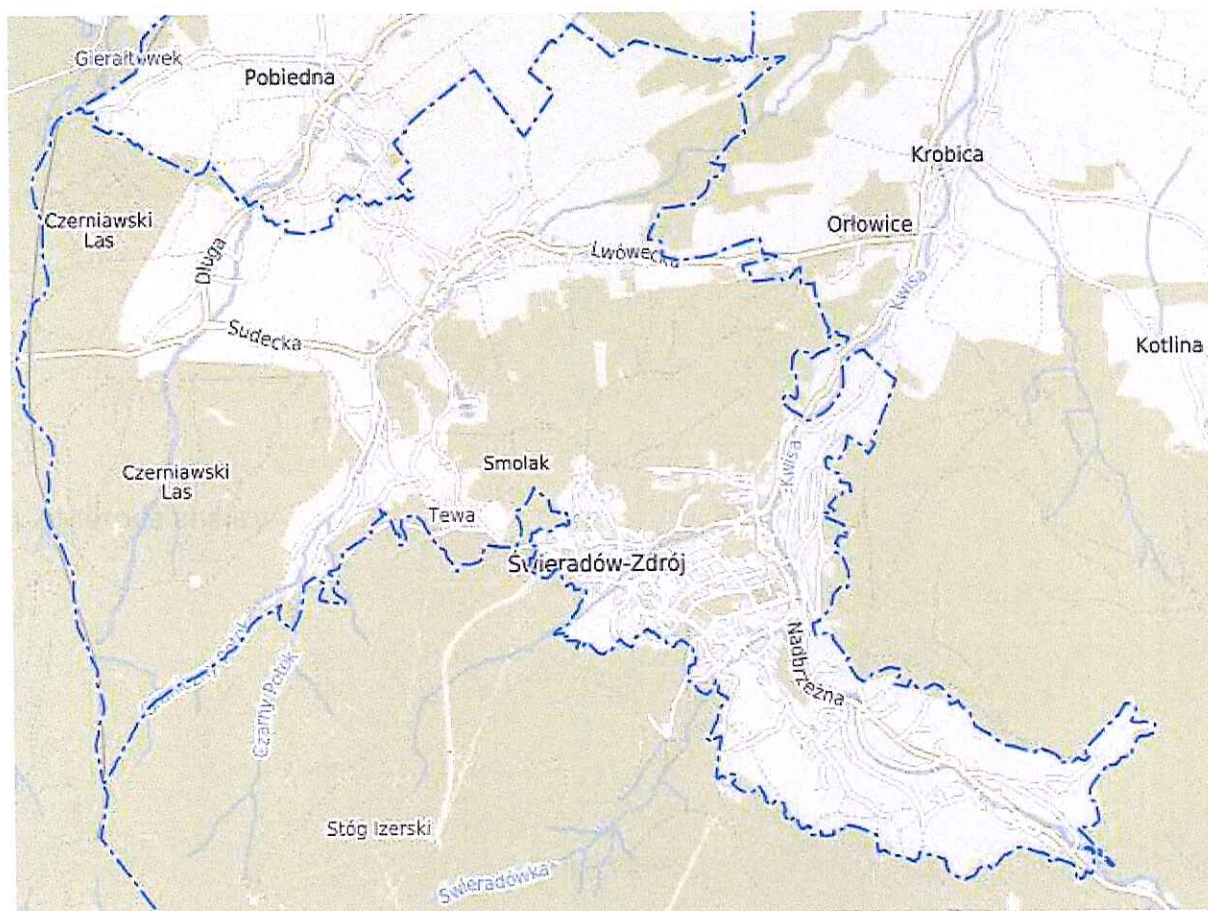 Gierałtówek
Pobiedna
Krobica
Czerniawski
Las
Orłowice
Długa
Lwówecka
Kwisa
Sudecka
Kotlina
Kwisa
Smolak
Czerniawski
Las
Tewa
Świeradów-Zdrój
Nadbrzeżna
Czarny Potok
Stóg Izerski
Świeradówka